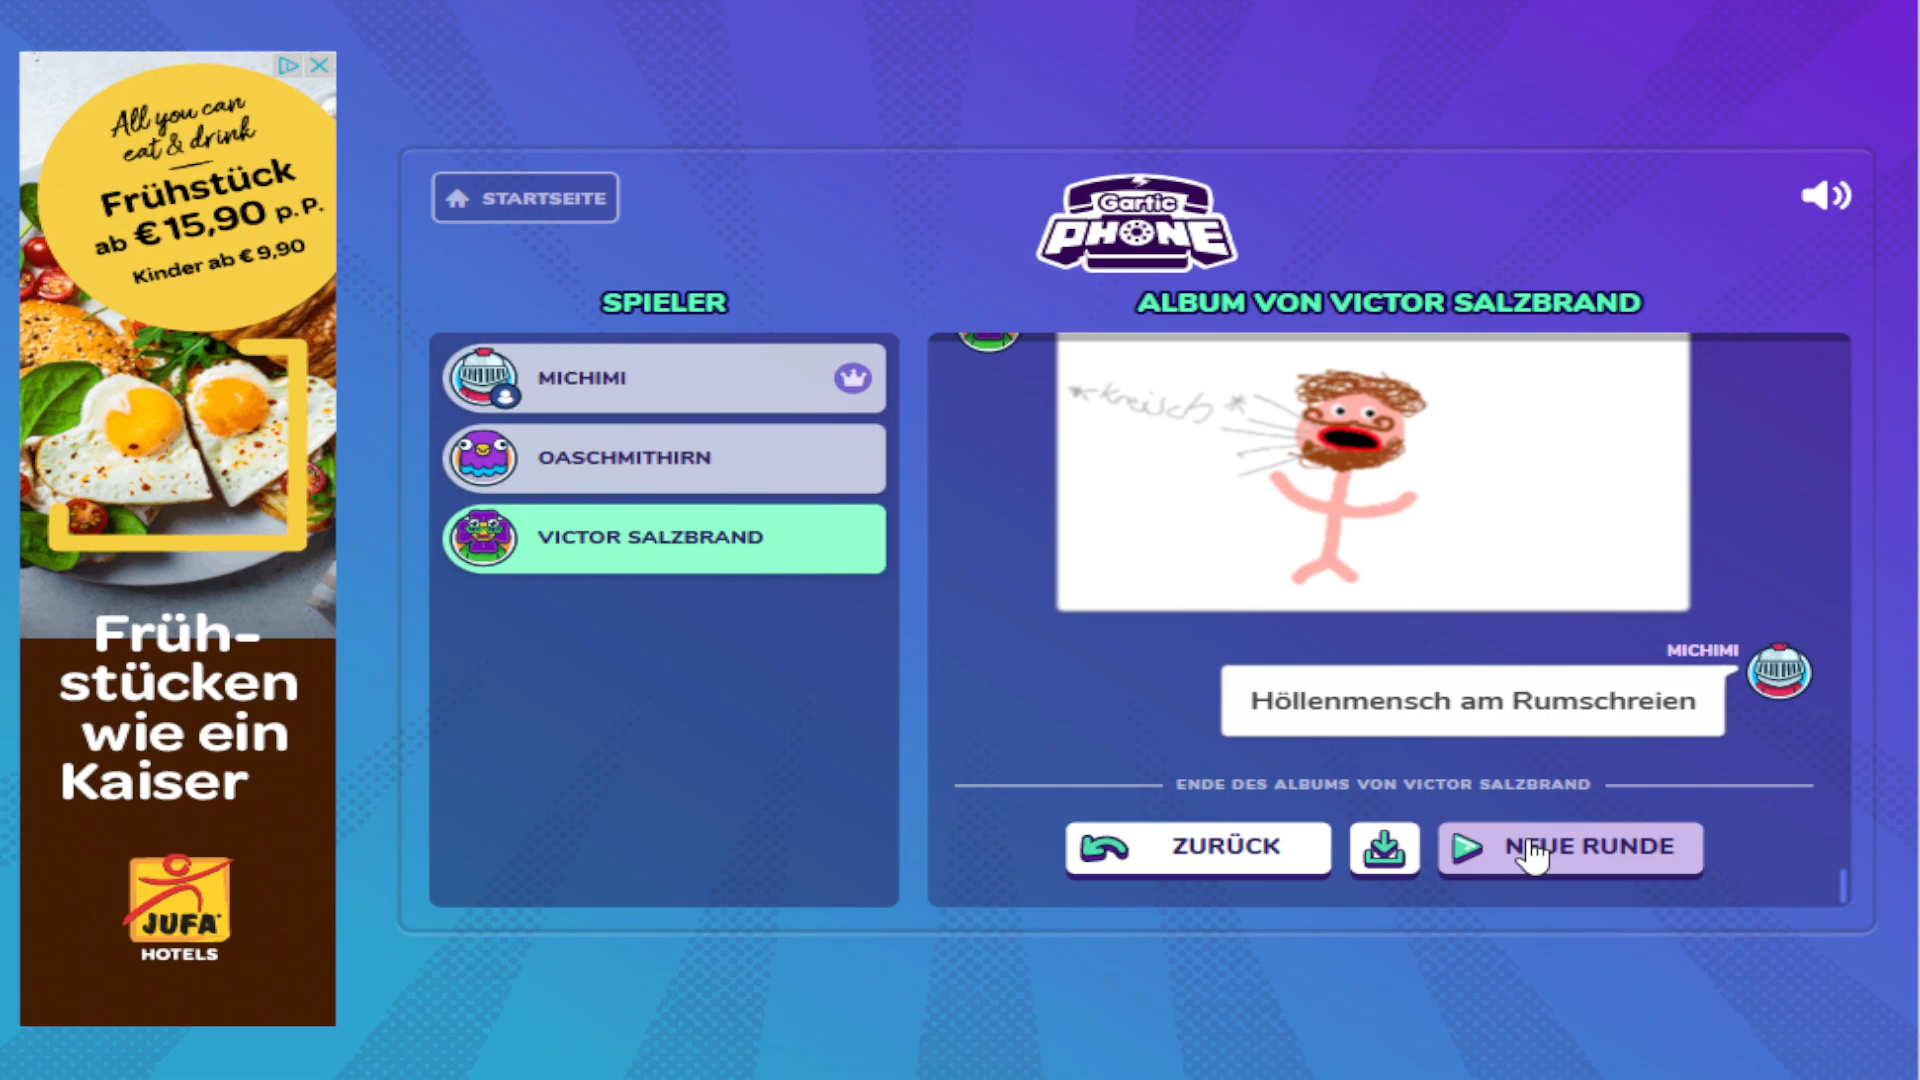 All you can
eat & drink
Frühstück
ab € 15,90 p. P.
Kinder ab € 9,90
Früh-
stücken
wie ein
Kaiser
JUFA
HOTELS
STARTSEITE
Gartic
PHONE
SPIELER
MICHIMI
OASCHMITHIRN
VICTOR SALZBRAND
ALBUM VON VICTOR SALZBRAND
*kreisch*
MICHIMI
Höllenmensch am Rumschreien
ENDE DES ALBUMS VON VICTOR SALZBRAND
ZURÜCK
NEUE RUNDE